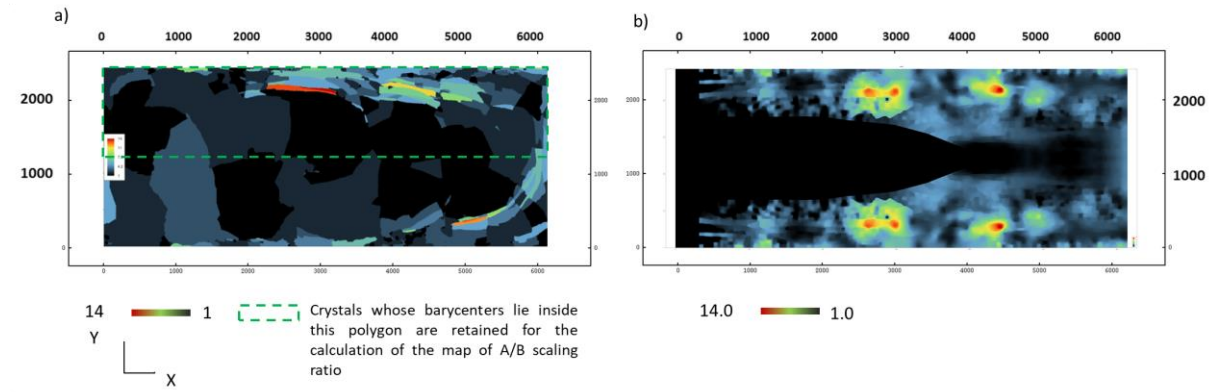 a)
b)
0 1000 2000 3000 4000 5000 6000
0 1000 2000 3000 4000 5000 6000
2000
1000
2000
1000
0
0
2000
1000
0
2000
1000
0
0 1000 2000 3000 4000 5000 6000
0 1000 2000 3000 4000 5000 6000
14 1
Crystals whose barycenters lie inside
this polygon are retained for the
calculation of the map of A/B scaling
ratio
Y
X
14.0 1.0